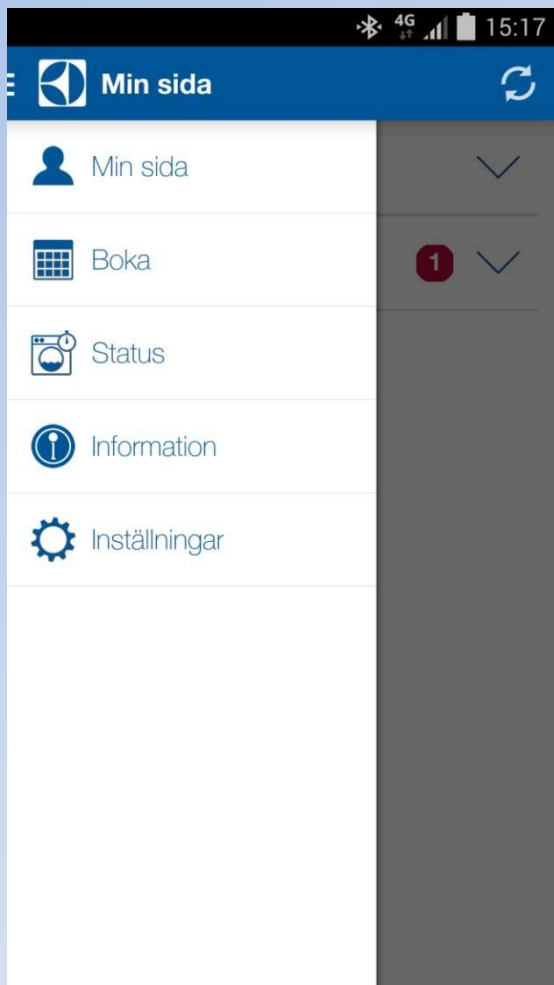 4G 15:17
Min sida
Min sida
Boka
1
Status
Information
Inställningar